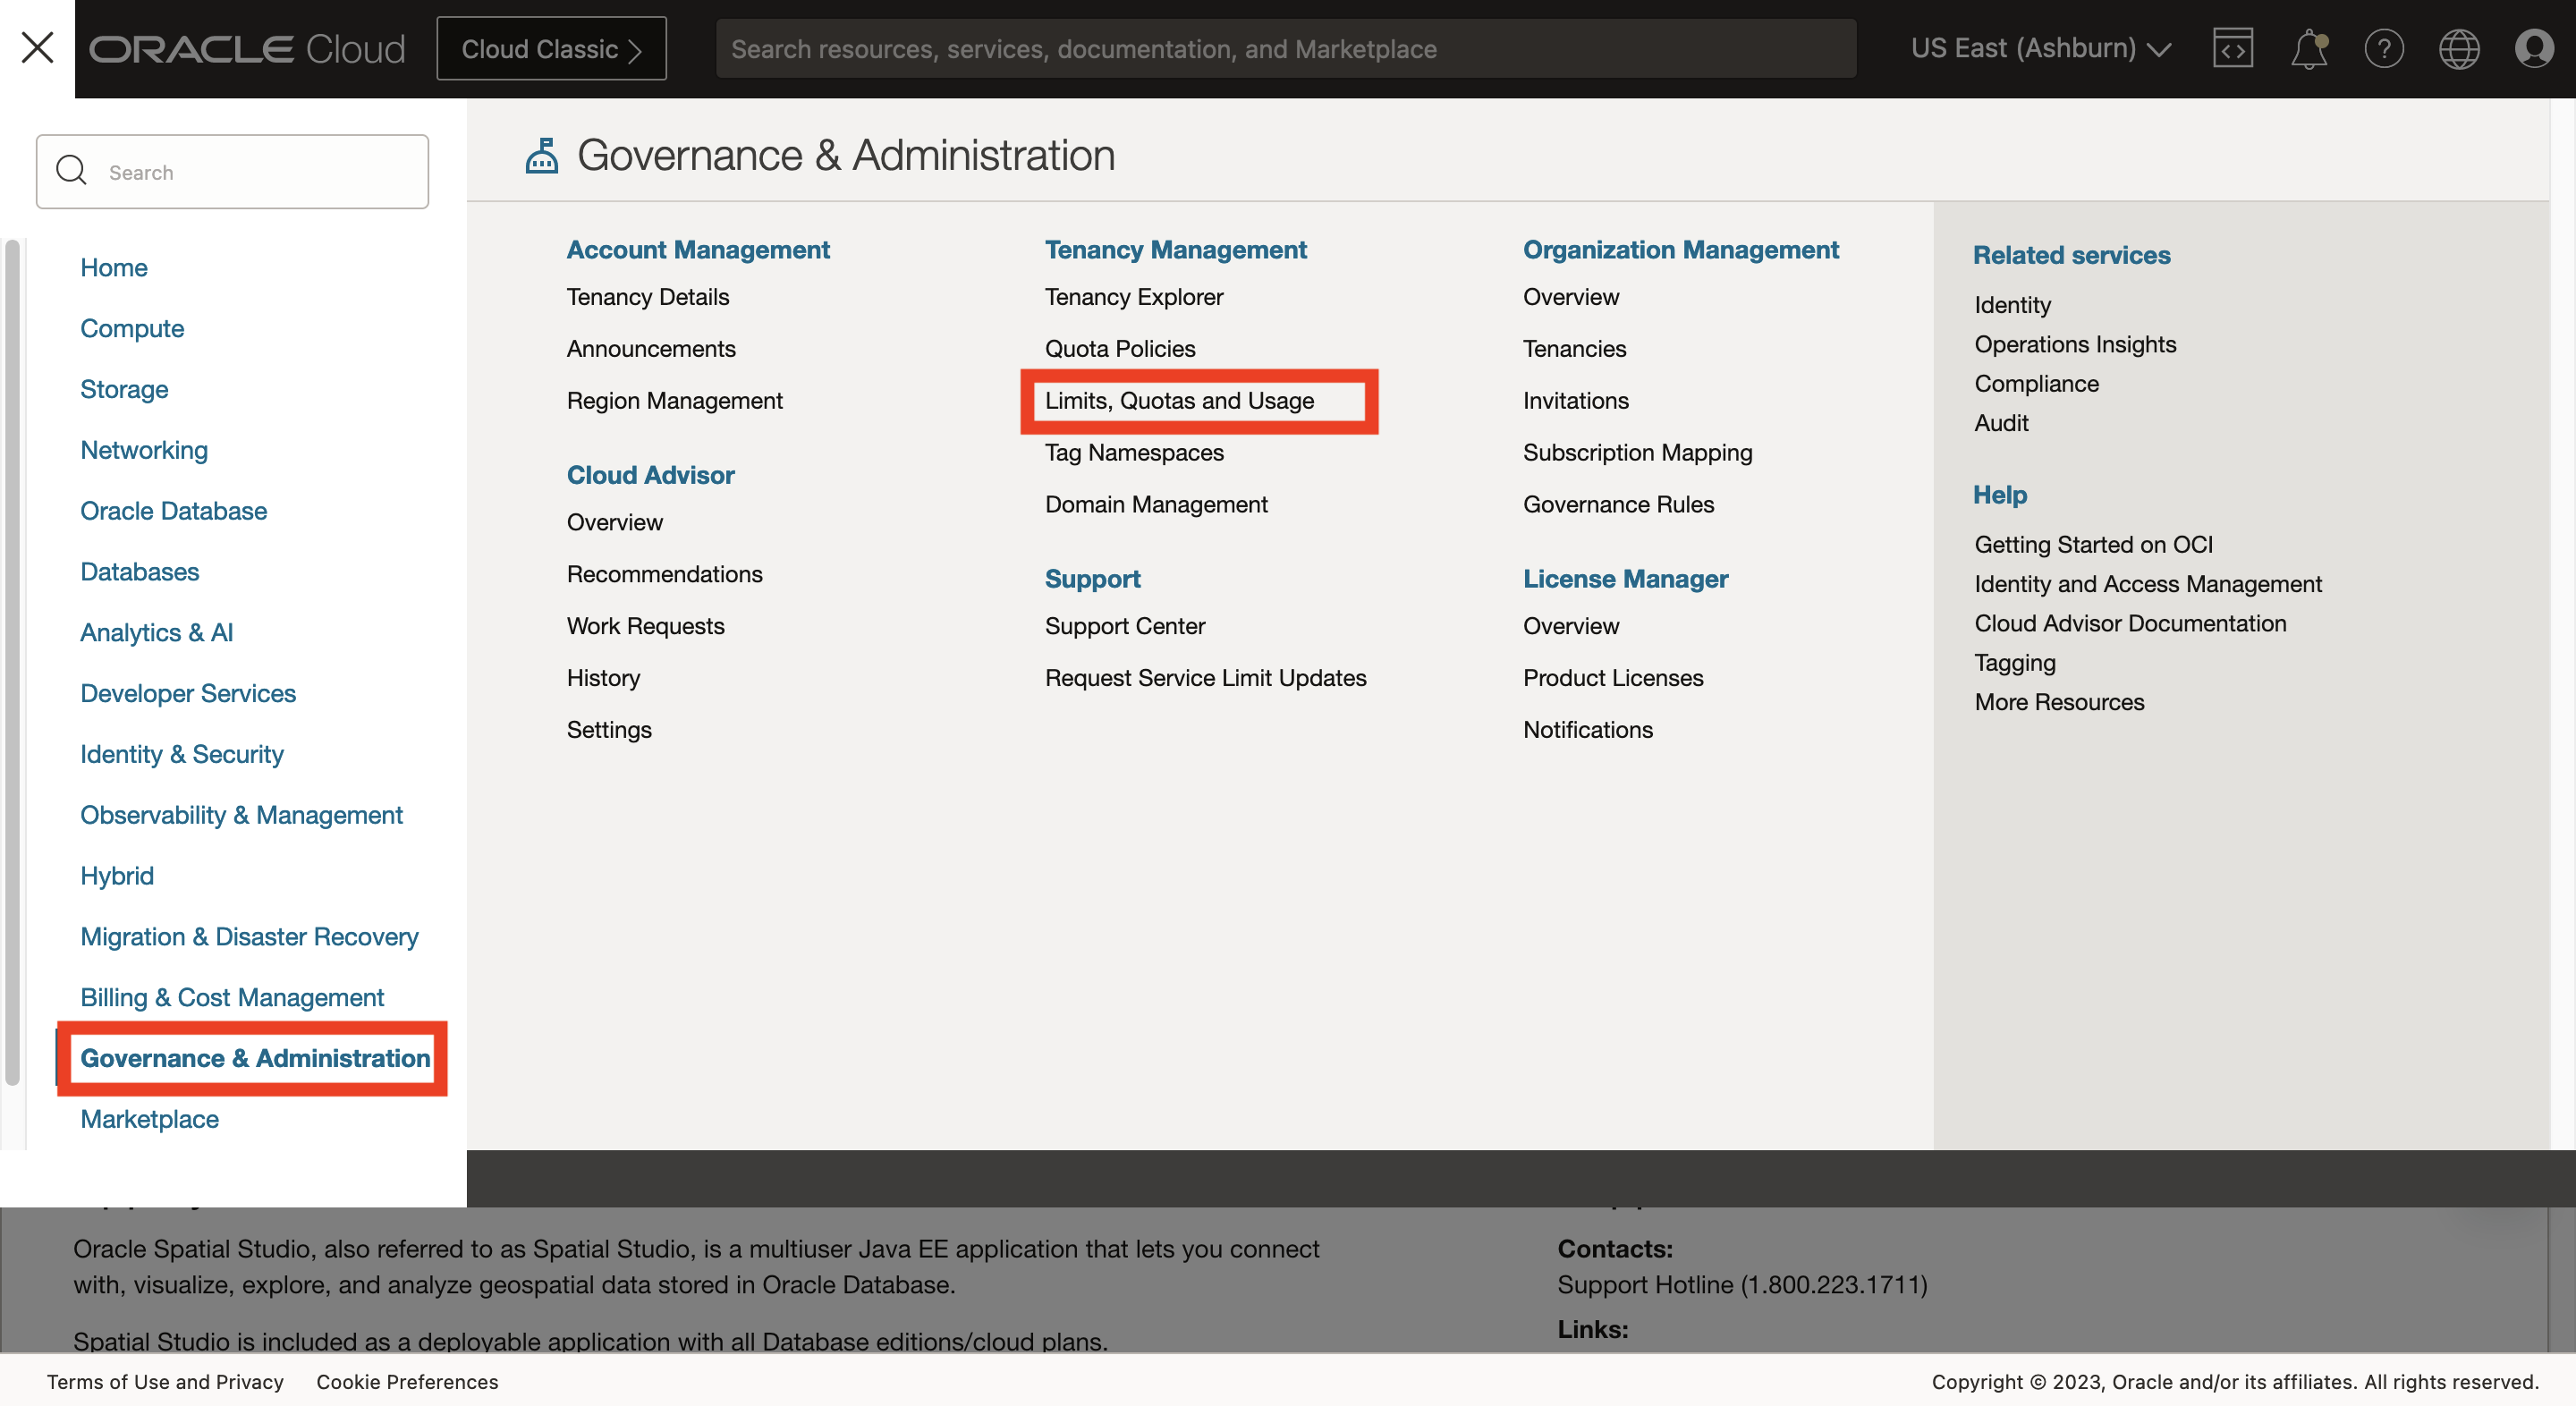 ORACLE Cloud
Cloud Classic
Search resources, services, documentation, and Marketplace
US East (Ashburn)
Search
Home
Compute
Storage
Networking
Oracle Database
Databases
Analytics & AI
Developer Services
Identity & Security
Observability & Management
Hybrid
Migration & Disaster Recovery
Billing & Cost Management
Governance & Administration
Marketplace
Governance & Administration
Account Management
Tenancy Details
Announcements
Region Management
Cloud Advisor
Overview
Recommendations
Work Requests
History
Settings
Tenancy Management
Tenancy Explorer
Quota Policies
Limits, Quotas and Usage
Tag Namespaces
Domain Management
Support
Support Center
Request Service Limit Updates
Organization Management
Overview
Tenancies
Invitations
Subscription Mapping
Governance Rules
License Manager
Overview
Product Licenses
Notifications
Related services
Identity
Operations Insights
Compliance
Audit
Help
Getting Started on OCI
Identity and Access Management
Cloud Advisor Documentation
Tagging
More Resources
Oracle Spatial Studio, also referred to as Spatial Studio, is a multiuser Java EE application that lets you connect
with, visualize, explore, and analyze geospatial data stored in Oracle Database.
Spatial Studio is included as a deployable application with all Database editions/cloud plans.
Contacts:
Support Hotline (1.800.223.1711)
Links:
Terms of Use and Privacy
Cookie Preferences
Copyright © 2023, Oracle and/or its affiliates. All rights reserved.